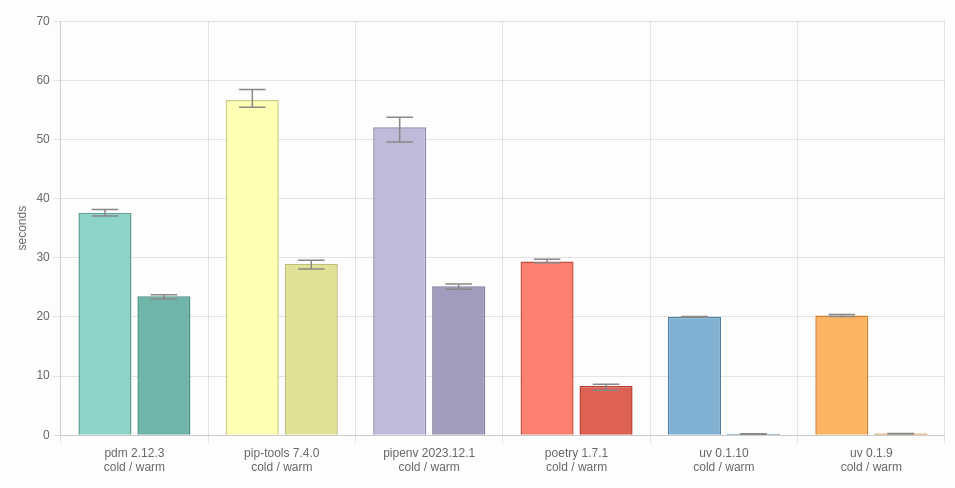 70
60
50
40
30
20
10
0
seconds
pdm 2.12.3
cold / warm
pip-tools 7.4.0
cold / warm
pipenv 2023.12.1
cold / warm
poetry 1.7.1
cold / warm
uv 0.1.10
cold / warm
uv 0.1.9
cold / warm